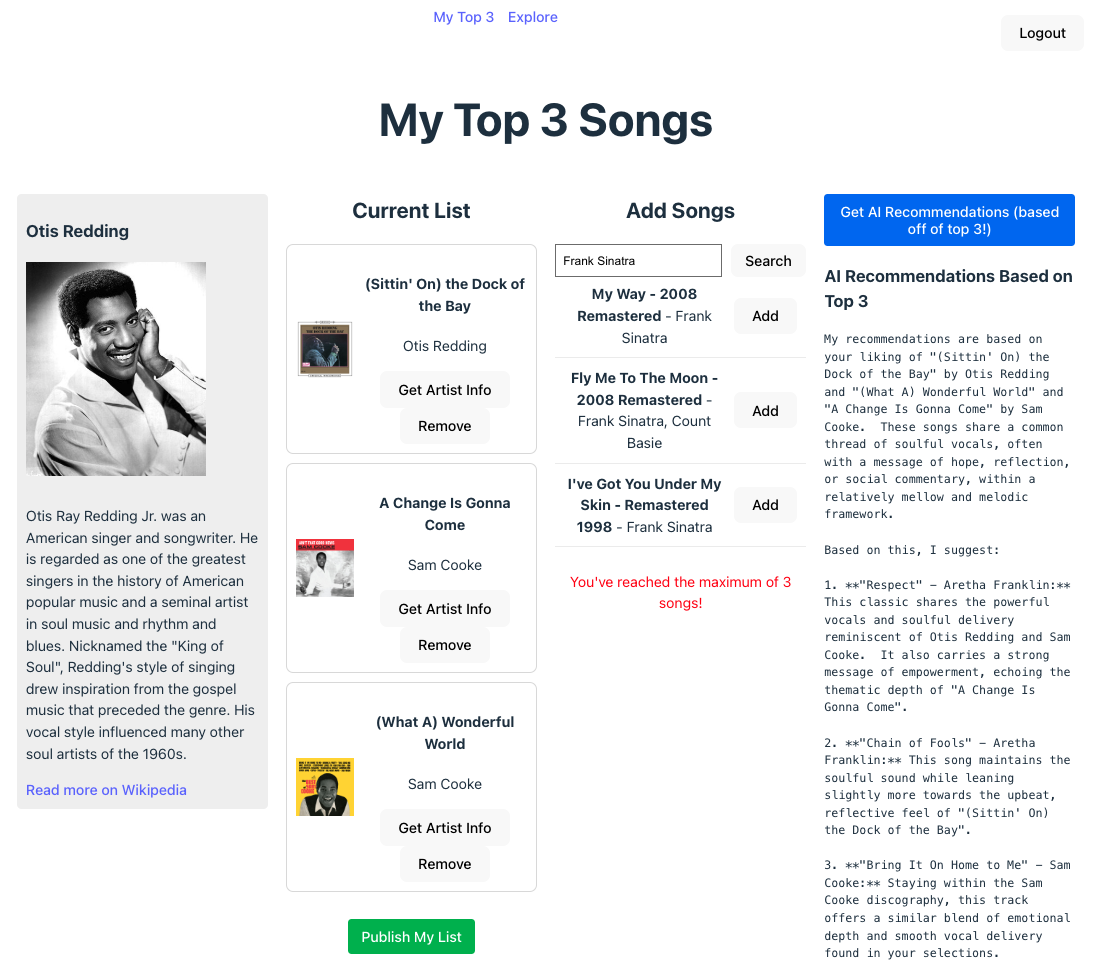 My Top 3 Explore
Logout
My Top 3 Songs
Otis Redding
Otis Ray Redding Jr. was an
American singer and songwriter. He
is regarded as one of the greatest
singers in the history of American
popular music and a seminal artist
in soul music and rhythm and
blues. Nicknamed the "King of
Soul", Redding's style of singing
drew inspiration from the gospel
music that preceded the genre. His
vocal style influenced many other
soul artists of the 1960s.
Read more on Wikipedia
Current List
(Sittin' On) the Dock of
the Bay
Otis Redding
Get Artist Info
Remove
A Change Is Gonna
Come
Sam Cooke
Get Artist Info
Remove
(What A) Wonderful
World
Sam Cooke
Get Artist Info
Remove
Publish My List
Add Songs
Frank Sinatra
Search
My Way - 2008
Remastered - Frank
Sinatra
Add
Fly Me To The Moon -
2008 Remastered -
Frank Sinatra, Count
Basie
Add
I've Got You Under My
Skin - Remastered
1998 - Frank Sinatra
Add
You've reached the maximum of 3
songs!
Get AI Recommendations (based
off of top 3!)
AI Recommendations Based on
Top 3
My recommendations are based on
your liking of "(Sittin' On) the
Dock of the Bay" by Otis Redding
and "(What A) Wonderful World" and
"A Change Is Gonna Come" by Sam
Cooke.  These songs share a common
thread of soulful vocals, often
with a message of hope, reflection,
or social commentary, within a
relatively mellow and melodic
framework.
Based on this, I suggest:
1. **"Respect" – Aretha Franklin:**
This classic shares the powerful
vocals and soulful delivery
reminiscent of Otis Redding and Sam
Cooke.  It also carries a strong
message of empowerment, echoing the
thematic depth of "A Change Is
Gonna Come".
2. **"Chain of Fools" – Aretha
Franklin:** This song maintains the
soulful sound while leaning
slightly more towards the upbeat,
reflective feel of "(Sittin' On)
the Dock of the Bay".
3. **"Bring It On Home to Me" – Sam
Cooke:** Staying within the Sam
Cooke discography, this track
offers a similar blend of emotional
depth and smooth vocal delivery
found in your selections.